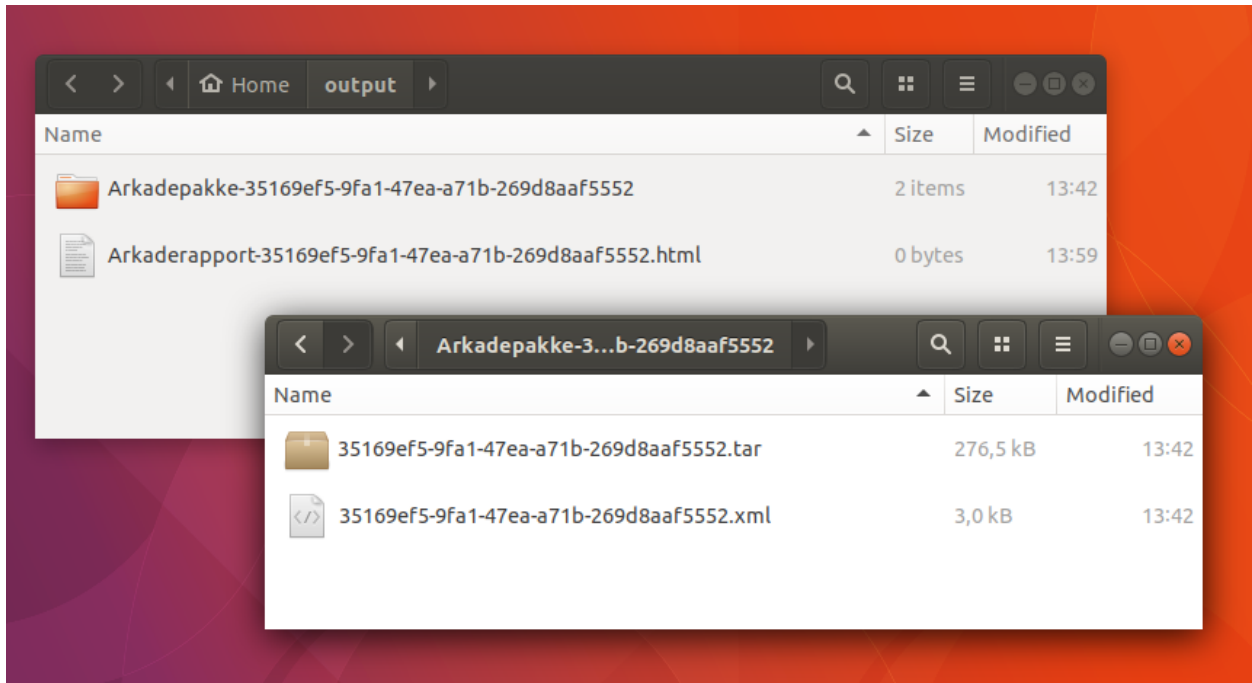 Home output
Name Size Modified
Arkadepakke-35169ef5-9fa1-47ea-a71b-269d8aaf5552 2 items 13:42
Arkaderapport-35169ef5-9fa1-47ea-a71b-269d8aaf5552.html 0 bytes 13:59
Arkadepakke-3...b-269d8aaf5552
Name Size Modified
35169ef5-9fa1-47ea-a71b-269d8aaf5552.tar 276,5 kB 13:42
35169ef5-9fa1-47ea-a71b-269d8aaf5552.xml 3,0 kB 13:42